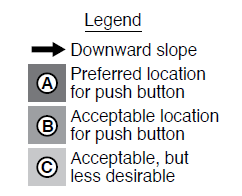 Legend
Downward slope
A Preferred location
for push button
B Acceptable location
for push button
C Acceptable, but
less desirable